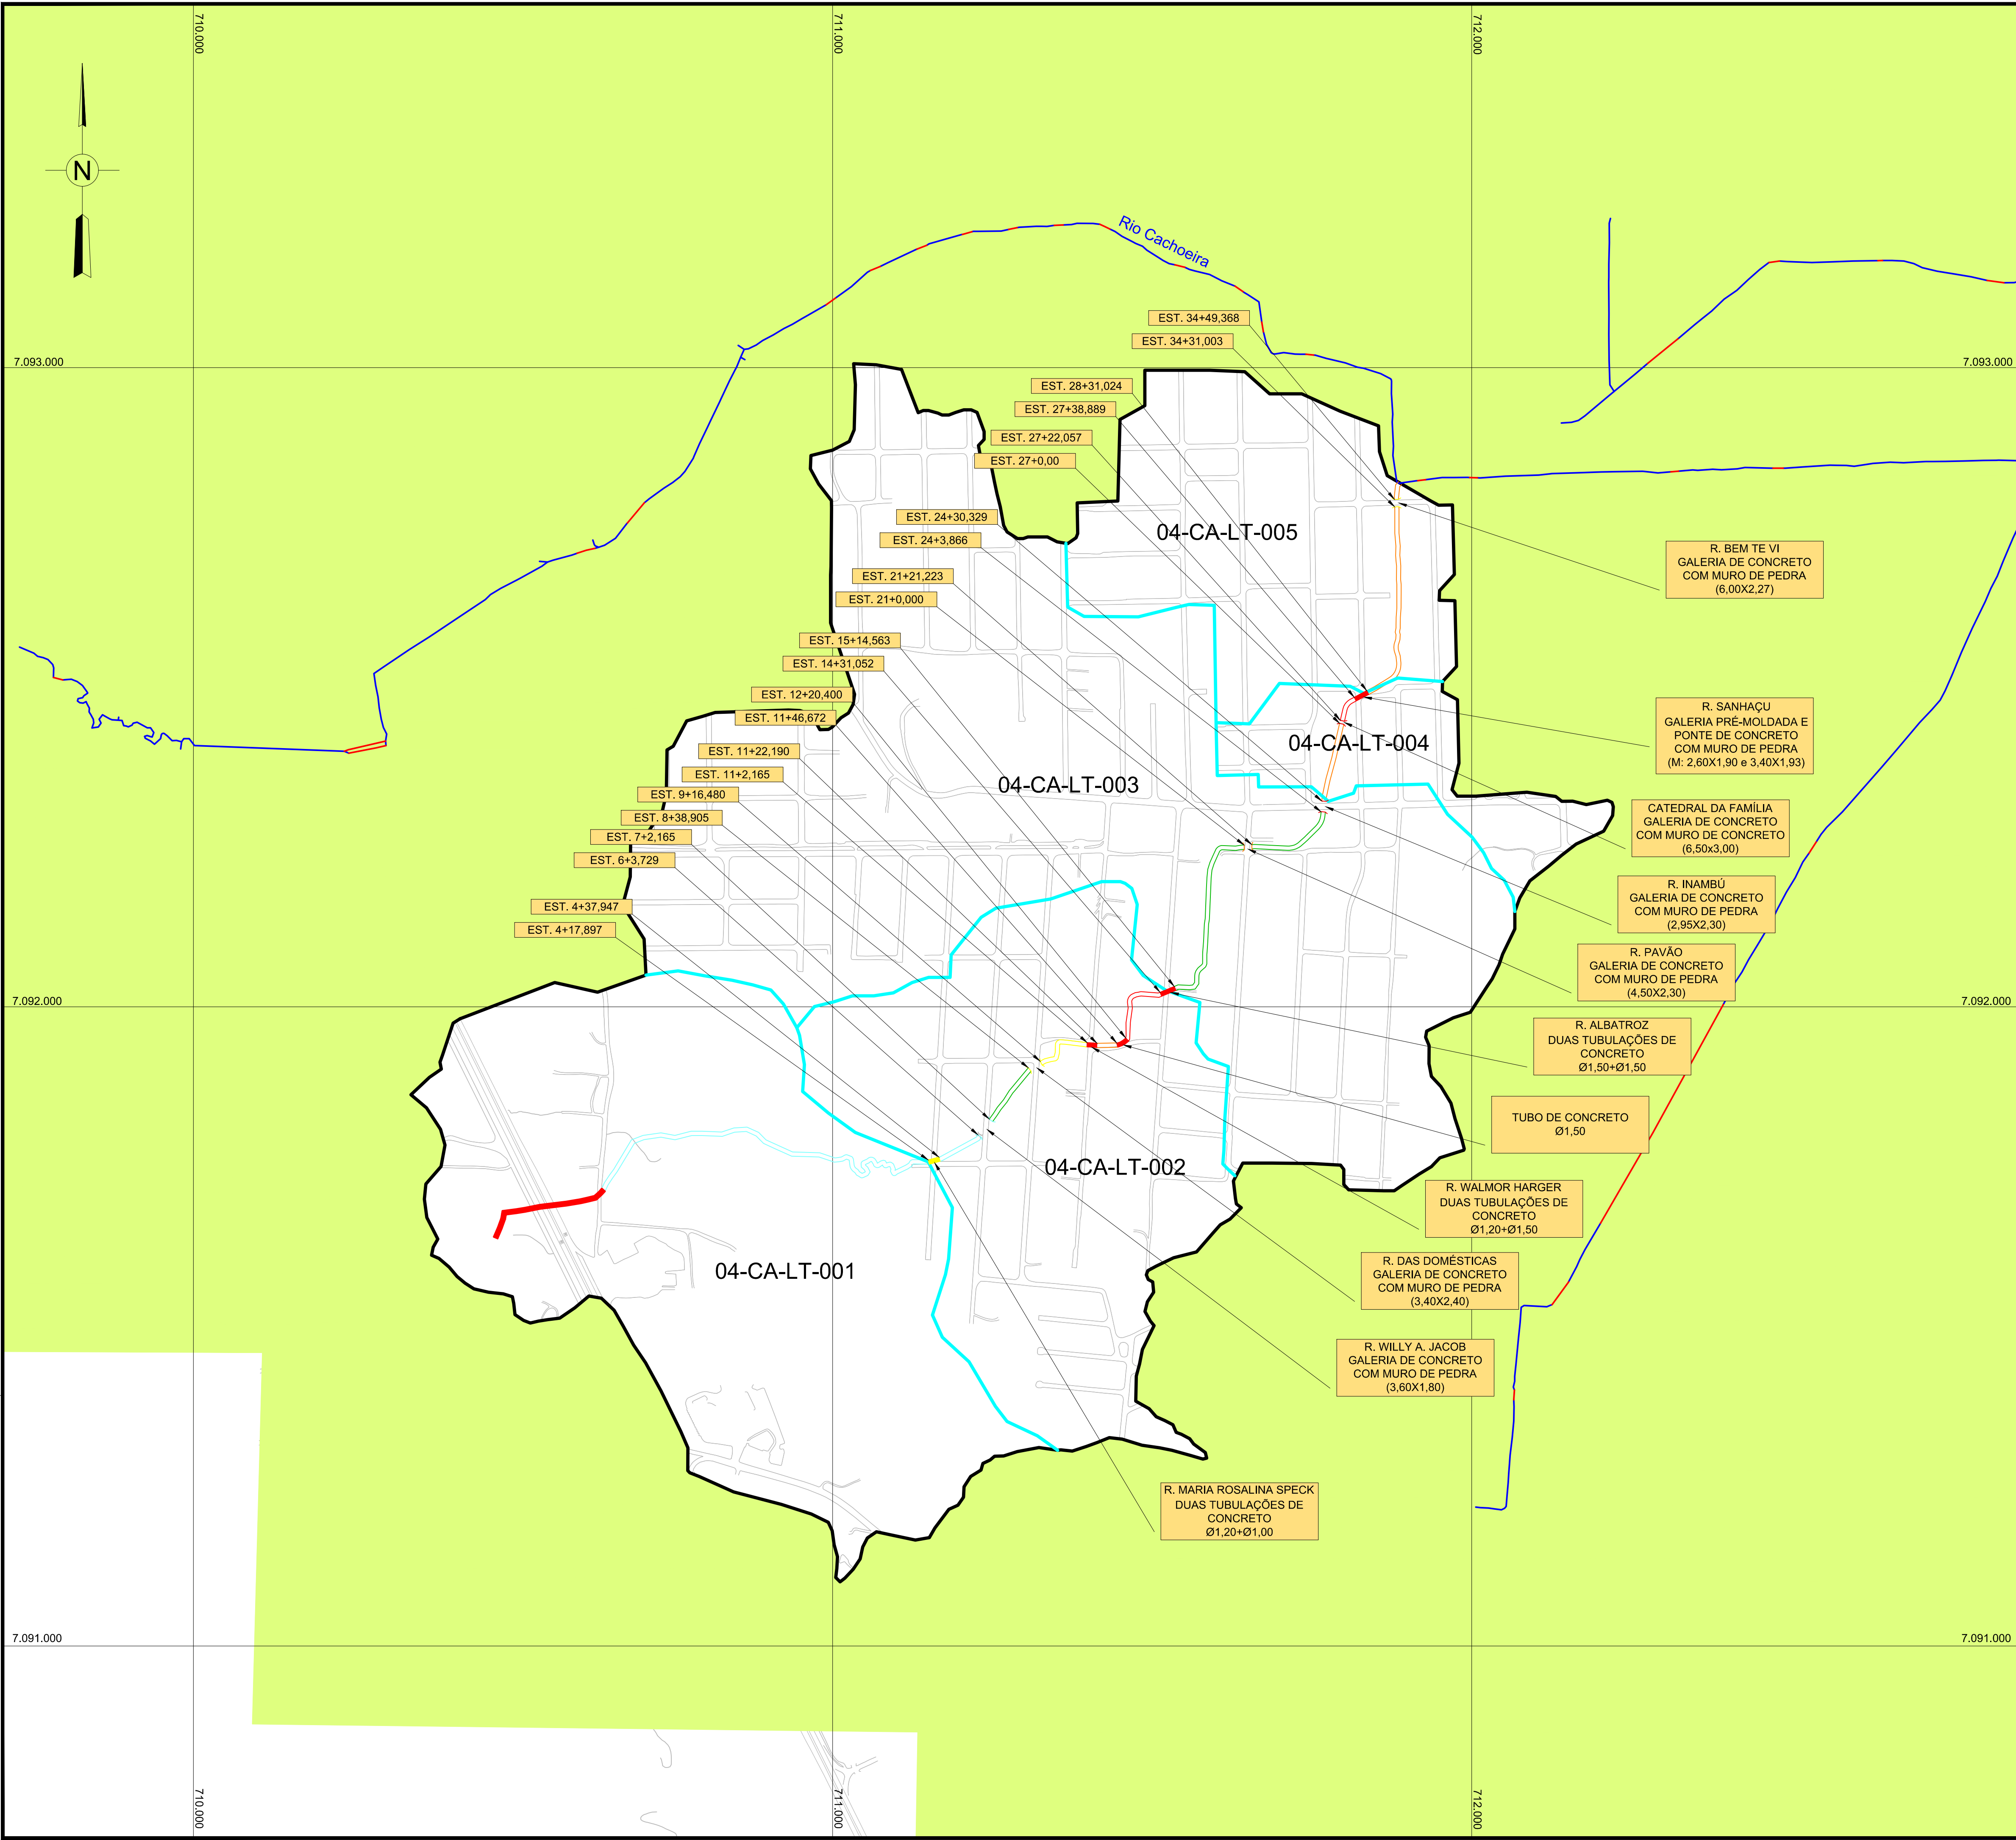 710.000
711.000
712.000
N
Rio Cachoeira
7.093.000
7.093.000
EST. 34+49,368
EST. 34+31,003
EST. 28+31,024
EST. 27+38,889
EST. 27+22,057
EST. 27+0,00
EST. 24+30,329
EST. 24+3,866
EST. 21+21,223
EST. 21+0,000
EST. 15+14,563
EST. 14+31,052
EST. 12+20,400
EST. 11+46,672
EST. 11+22,190
EST. 11+2,165
EST. 9+16,480
EST. 8+38,905
EST. 7+2,165
EST. 6+3,729
EST. 4+37,947
EST. 4+17,897
04-CA-LT-005
04-CA-LT-004
04-CA-LT-003
04-CA-LT-002
04-CA-LT-001
R. BEM TE VI
GALERIA DE CONCRETO
COM MURO DE PEDRA
(6,00X2,27)
R. SANHAÇU
GALERIA PRÉ-MOLDADA E
PONTE DE CONCRETO
COM MURO DE PEDRA
(M: 2,60X1,90 e 3,40X1,93)
CATEDRAL DA FAMÍLIA
GALERIA DE CONCRETO
COM MURO DE CONCRETO
(6,50x3,00)
R. INAMBÚ
GALERIA DE CONCRETO
COM MURO DE PEDRA
(2,95X2,30)
R. PAVÃO
GALERIA DE CONCRETO
COM MURO DE PEDRA
(4,50X2,30)
7.092.000
7.092.000
R. ALBATROZ
DUAS TUBULAÇÕES DE
CONCRETO
Ø1,50+Ø1,50
TUBO DE CONCRETO
Ø1,50
R. WALMOR HARGER
DUAS TUBULAÇÕES DE
CONCRETO
Ø1,20+Ø1,50
R. DAS DOMÉSTICAS
GALERIA DE CONCRETO
COM MURO DE PEDRA
(3,40X2,40)
R. WILLY A. JACOB
GALERIA DE CONCRETO
COM MURO DE PEDRA
(3,60X1,80)
R. MARIA ROSALINA SPECK
DUAS TUBULAÇÕES DE
CONCRETO
Ø1,20+Ø1,00
7.091.000
7.091.000
710.000
711.000
712.000